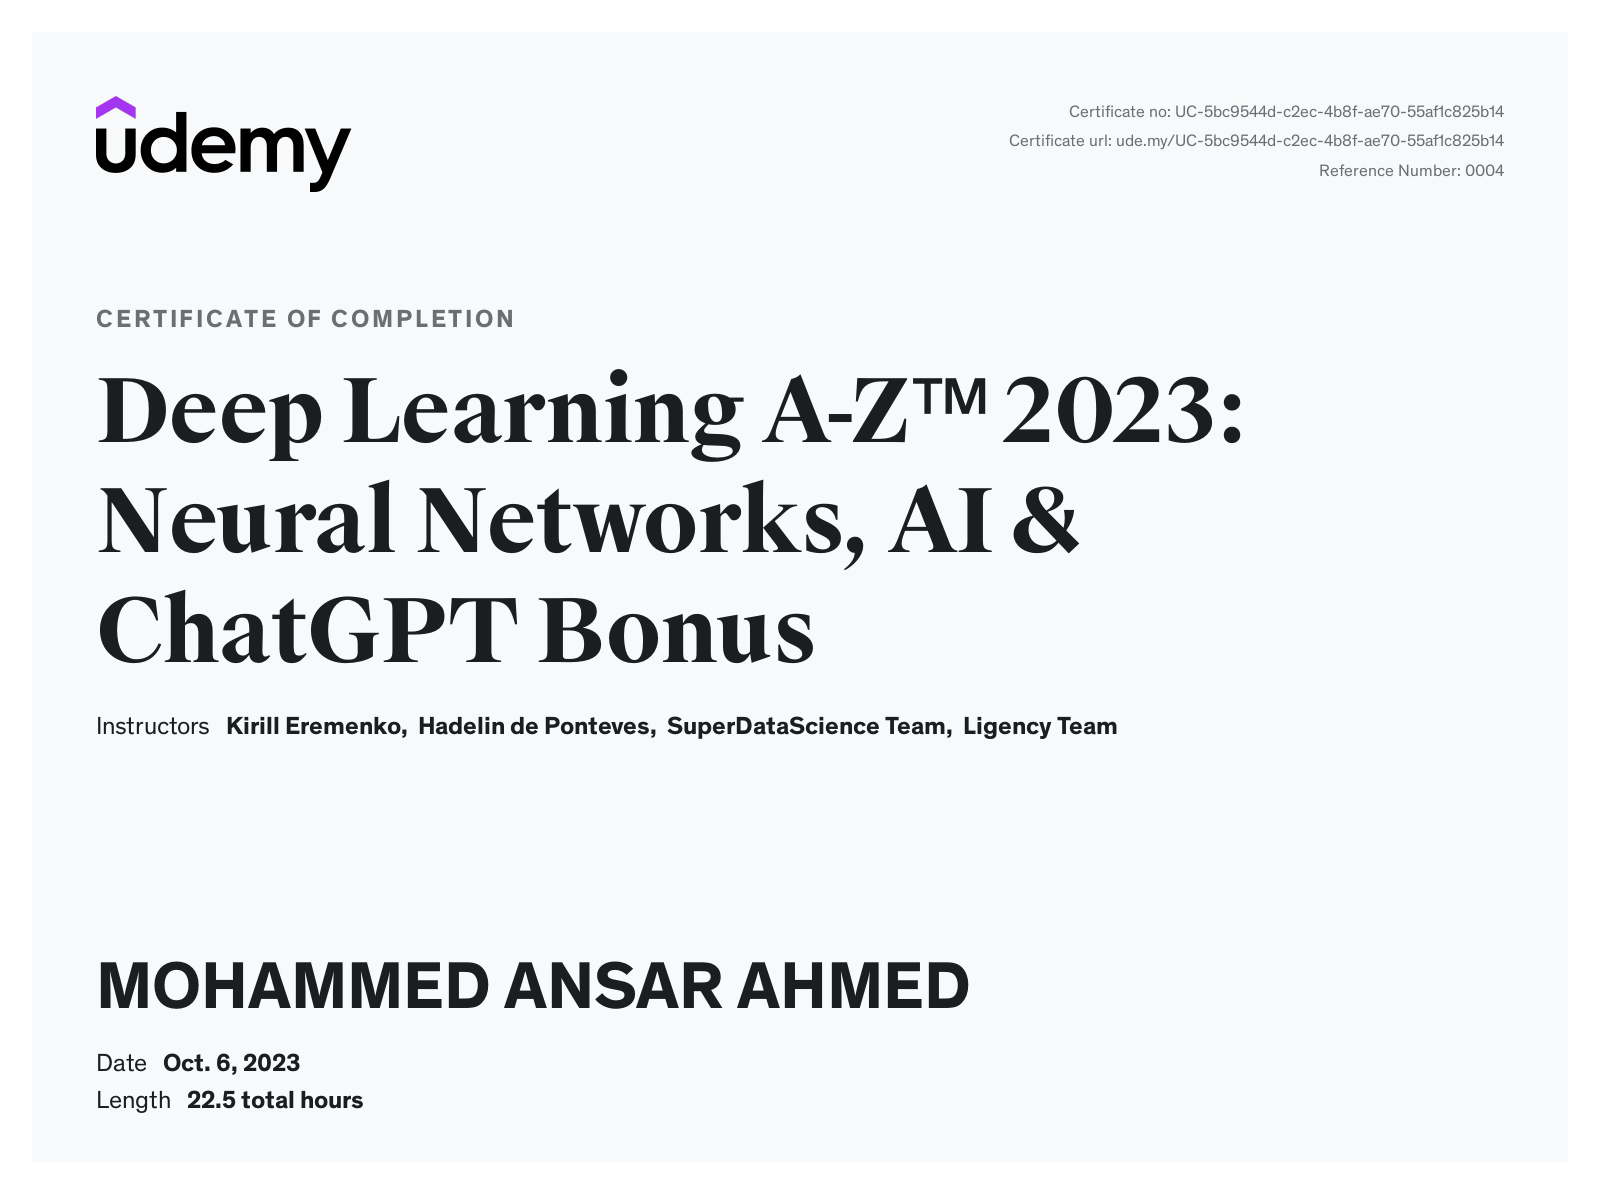 udemy
Certificate no: UC-5bc9544d-c2ec-4b8f-ae70-55af1c825b14
Certificate url: ude.my/UC-5bc9544d-c2ec-4b8f-ae70-55af1c825b14
Reference Number: 0004
CERTIFICATE OF COMPLETION
Deep Learning A-Z™ 2023:
Neural Networks, AI &
ChatGPT Bonus
Instructors Kirill Eremenko, Hadelin de Ponteves, SuperDataScience Team, Ligency Team
MOHAMMED ANSAR AHMED
Date Oct. 6, 2023
Length 22.5 total hours